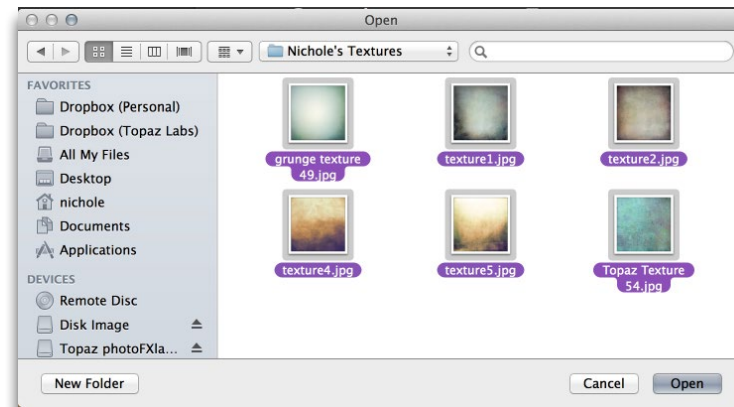 Open
Nichole's Textures
FAVORITES
Dropbox (Personal)
Dropbox (Topaz Labs)
All My Files
Desktop
nichole
Documents
Applications
DEVICES
Remote Disc
Disk Image
Topaz photoFXla...
grunge texture
49.jpg
texture1.jpg
texture2.jpg
texture4.jpg
texture5.jpg
Topaz Texture
54.jpg
New Folder
Cancel
Open